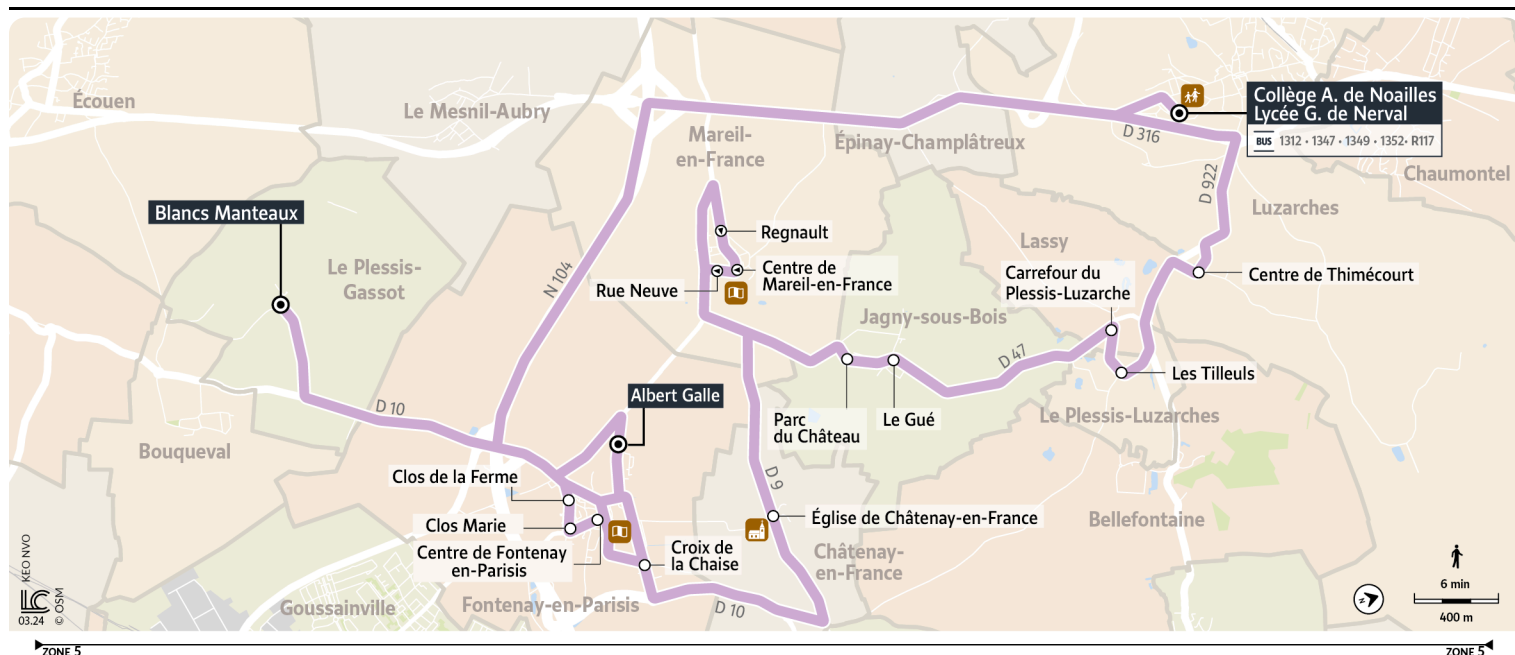 Écouen
Le Mesnil-Aubry
Mareil-
en-France
Épinay-Champlâtreux
D 316
Collège A. de Noailles
Lycée G. de Nerval
BUS 1312 • 1347 • 1349 • 1352• R117
Chaumontel
D 922
Luzarches
Blancs Manteaux
Le Plessis-
Gassot
N 104
Regnault
Centre de
Mareil-en-France
Rue Neuve
Lassy
Carrefour du
Plessis-Luzarche
Centre de Thimécourt
Jagny-sous-Bois
D 47
Les Tilleuls
Le Plessis-Luzarches
Parc
du Château
Le Gué
Albert Galle
D 10
Bouqueval
Clos de la Ferme
Clos Marie
Centre de Fontenay
en-Parisis
Croix de
la Chaise
D 9
Église de Châtenay-en-France
Châtenay-
en-France
Bellefontaine
Goussainville
Fontenay-en-Parisis
D 10
KEO NVO
LC
03.24
© OSM
N
6 min
400 m
ZONE 5
ZONE 5